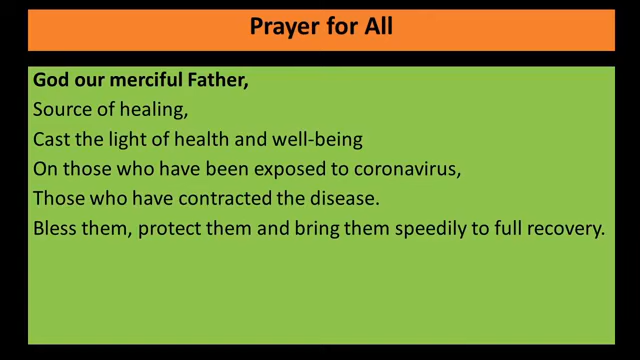 Prayer for All
God our merciful Father,
Source of healing,
Cast the light of health and well-being
On those who have been exposed to coronavirus,
Those who have contracted the disease.
Bless them, protect them and bring them speedily to full recovery.